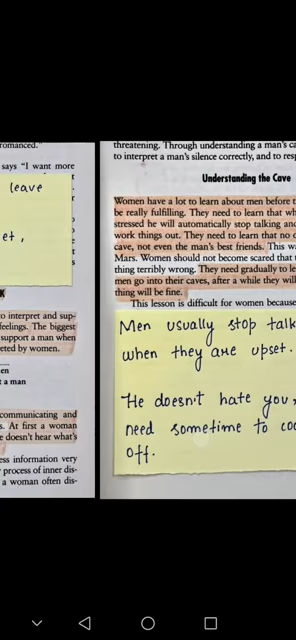 romanced."
says "I want more
leave
et,
K
o interpret and sup-
feelings. The biggest
support a man when
eted by women.
en
t a man
communicating and
s. At first a woman
e doesn't hear what's
ess information very
process of inner dis-
a woman often dis-
threatening. Through understanding a man's ca
to interpret a man's silence correctly, and to resp
Understanding the Cave
Women have a lot to learn about men before t
be really fulfilling. They need to learn that wh
stressed he will automatically stop talking an
work things out. They need to learn that no o
cave, not even the man's best friends. This wa
Mars. Women should not become scared that t
thing terribly wrong. They need gradually to le
men go into their caves, after a while they will
thing will be fine.
This lesson is difficult for women because
Men usually stop talk
when they are upset.
He doesn't hate you,
need sometime to coo
off.